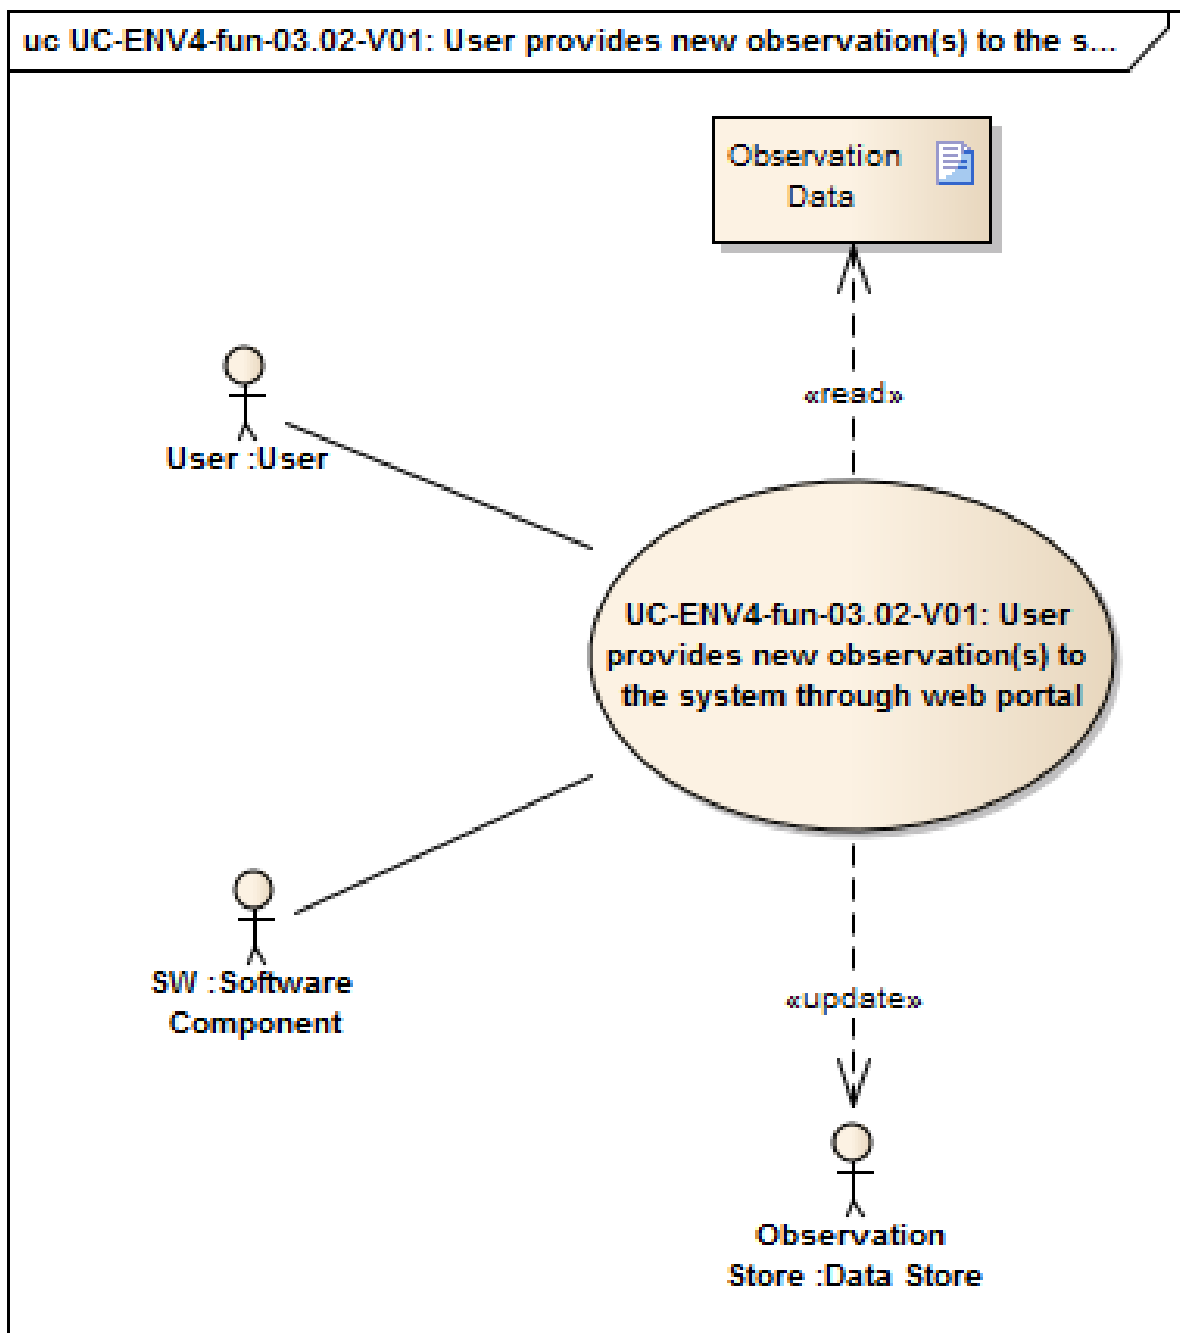 uc UC-ENV4-fun-03.02-V01: User provides new observation(s) to the s...
Observation
Data
«read»
User :User
UC-ENV4-fun-03.02-V01: User
provides new observation(s) to
the system through web portal
SW :Software
Component
«update»
Observation
Store :Data Store